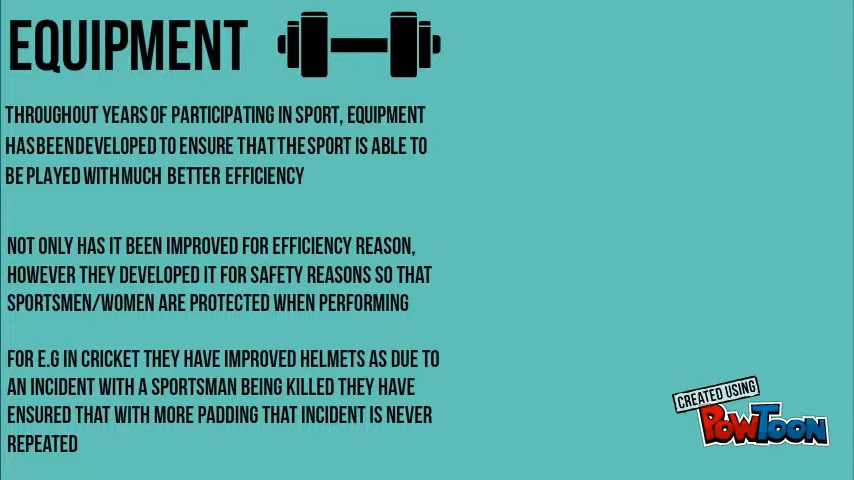 EQUIPMENT
THROUGHOUT YEARS OF PARTICIPATING IN SPORT, EQUIPMENT
HAS BEEN DEVELOPED TO ENSURE THAT THE SPORT IS ABLE TO
BE PLAYED WITH MUCH BETTER EFFICIENCY
NOT ONLY HAS IT BEEN IMPROVED FOR EFFICIENCY REASON,
HOWEVER THEY DEVELOPED IT FOR SAFETY REASONS SO THAT
SPORTSMEN/WOMEN ARE PROTECTED WHEN PERFORMING
FOR E.G IN CRICKET THEY HAVE IMPROVED HELMETS AS DUE TO
AN INCIDENT WITH A SPORTSMAN BEING KILLED THEY HAVE
ENSURED THAT WITH MORE PADDING THAT INCIDENT IS NEVER
REPEATED
CREATED USING
POWTOON